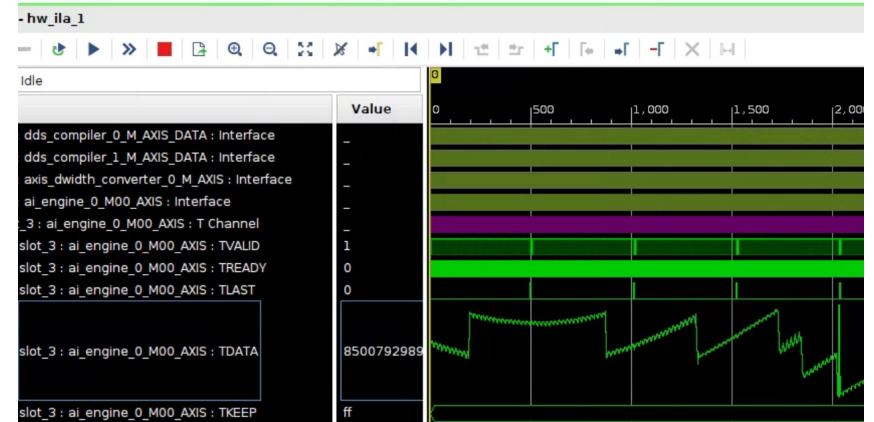 - hw_ila_1
Idle
0
Value
0 500 1,000 1,500 2,00
dds_compiler_0_M_AXIS_DATA : Interface _
dds_compiler_1_M_AXIS_DATA : Interface _
axis_dwidth_converter_0_M_AXIS : Interface _
ai_engine_0_M00_AXIS : Interface _
_3 : ai_engine_0_M00_AXIS : T Channel _
slot_3 : ai_engine_0_M00_AXIS : TVALID 1
slot_3 : ai_engine_0_M00_AXIS : TREADY 0
slot_3 : ai_engine_0_M00_AXIS : TLAST 0
slot_3 : ai_engine_0_M00_AXIS : TDATA 8500792989
slot_3 : ai_engine_0_M00_AXIS : TKEEP ff